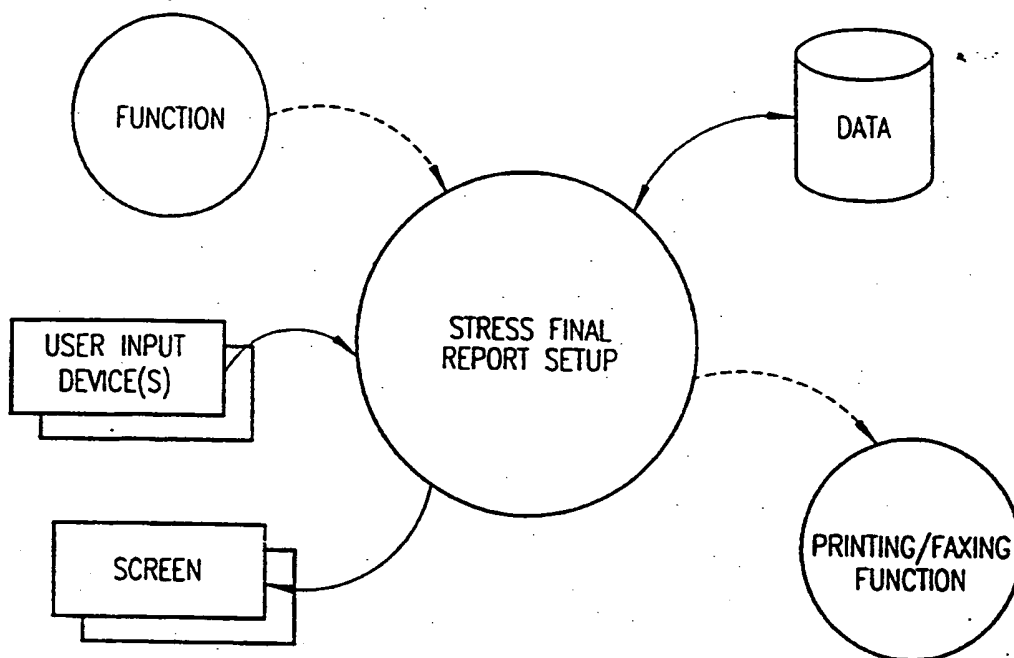 FUNCTION
DATA
STRESS FINAL
REPORT SETUP
USER INPUT
DEVICE(S)
SCREEN
PRINTING/FAXING
FUNCTION